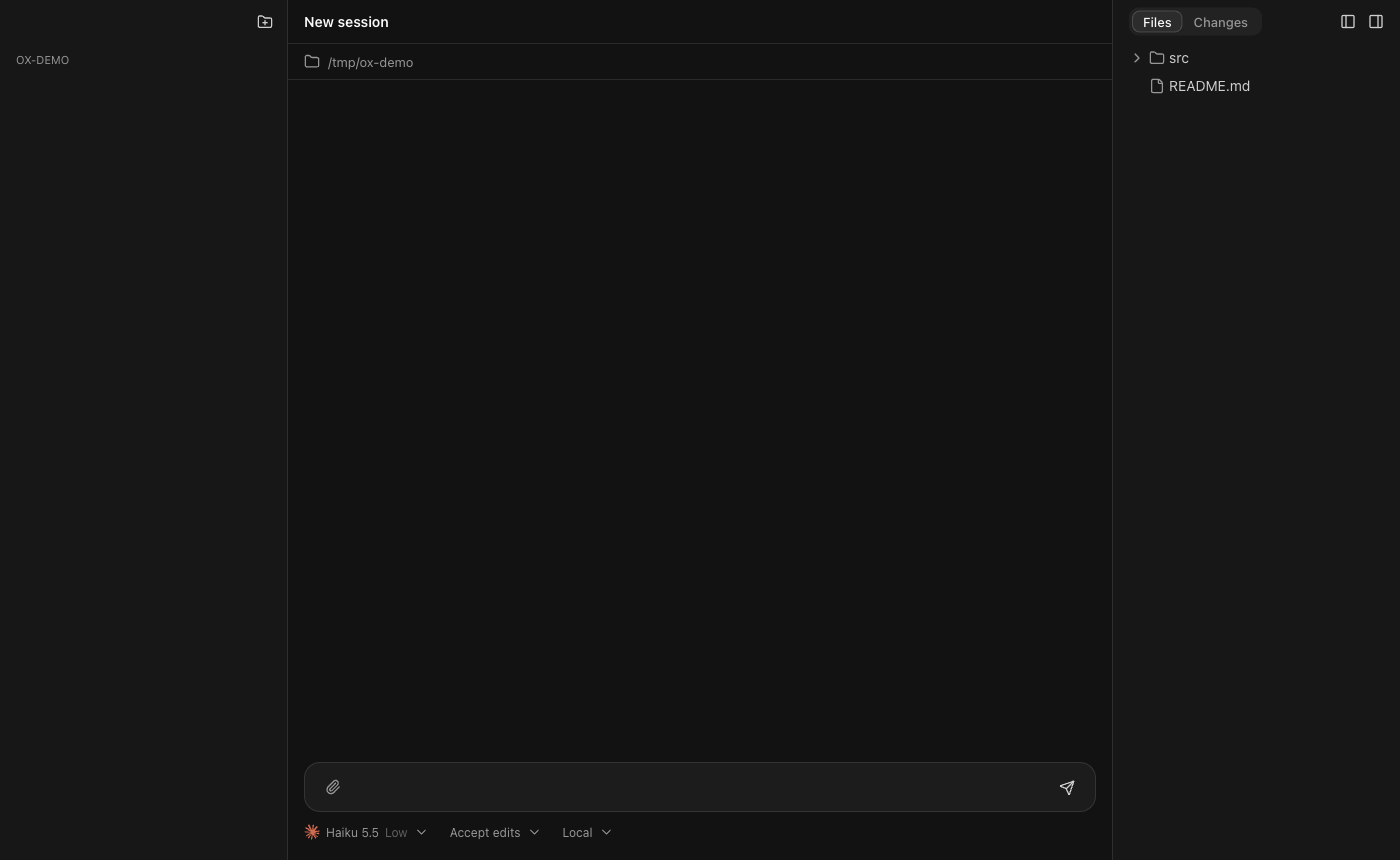 OX-DEMO
New session
/tmp/ox-demo
Files Changes
src
README.md
Haiku 5.5 Low Accept edits Local